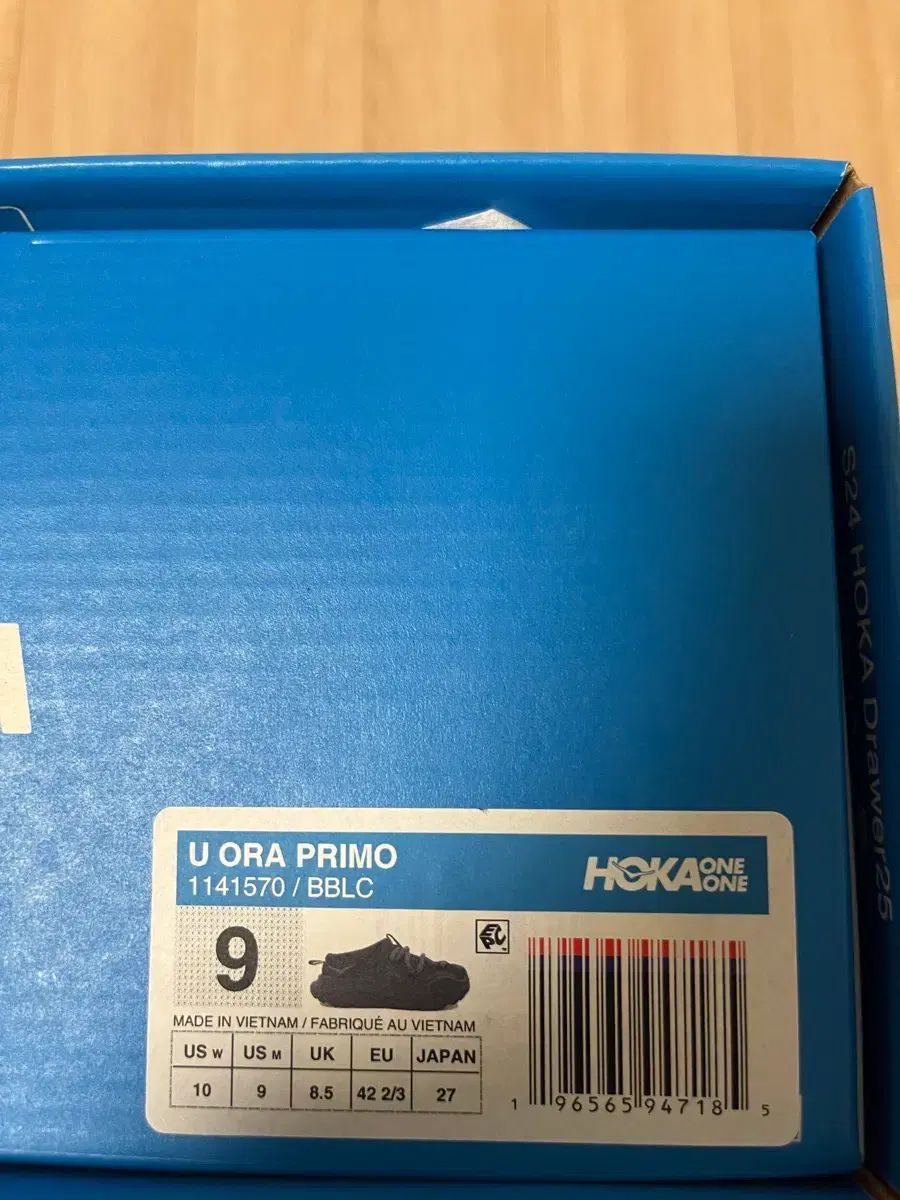 S24 HOKA Drawer25
U ORA PRIMO
1141570 / BBLC
HOKA ONE ONE
9
EPC
MADE IN VIETNAM / FABRIQUÉ AU VIETNAM
US W US M UK EU JAPAN
10 9 8.5 42 2/3 27
1 96565 94718 5